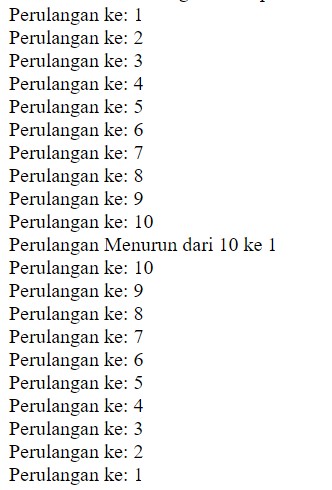 Perulangan ke: 1
Perulangan ke: 2
Perulangan ke: 3
Perulangan ke: 4
Perulangan ke: 5
Perulangan ke: 6
Perulangan ke: 7
Perulangan ke: 8
Perulangan ke: 9
Perulangan ke: 10
Perulangan Menurun dari 10 ke 1
Perulangan ke: 10
Perulangan ke: 9
Perulangan ke: 8
Perulangan ke: 7
Perulangan ke: 6
Perulangan ke: 5
Perulangan ke: 4
Perulangan ke: 3
Perulangan ke: 2
Perulangan ke: 1